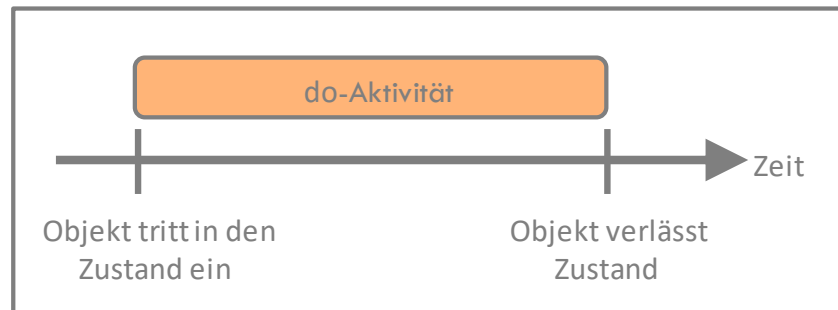 do-Aktivität
Zeit
Objekt tritt in den
Zustand ein
Objekt verlässt
Zustand